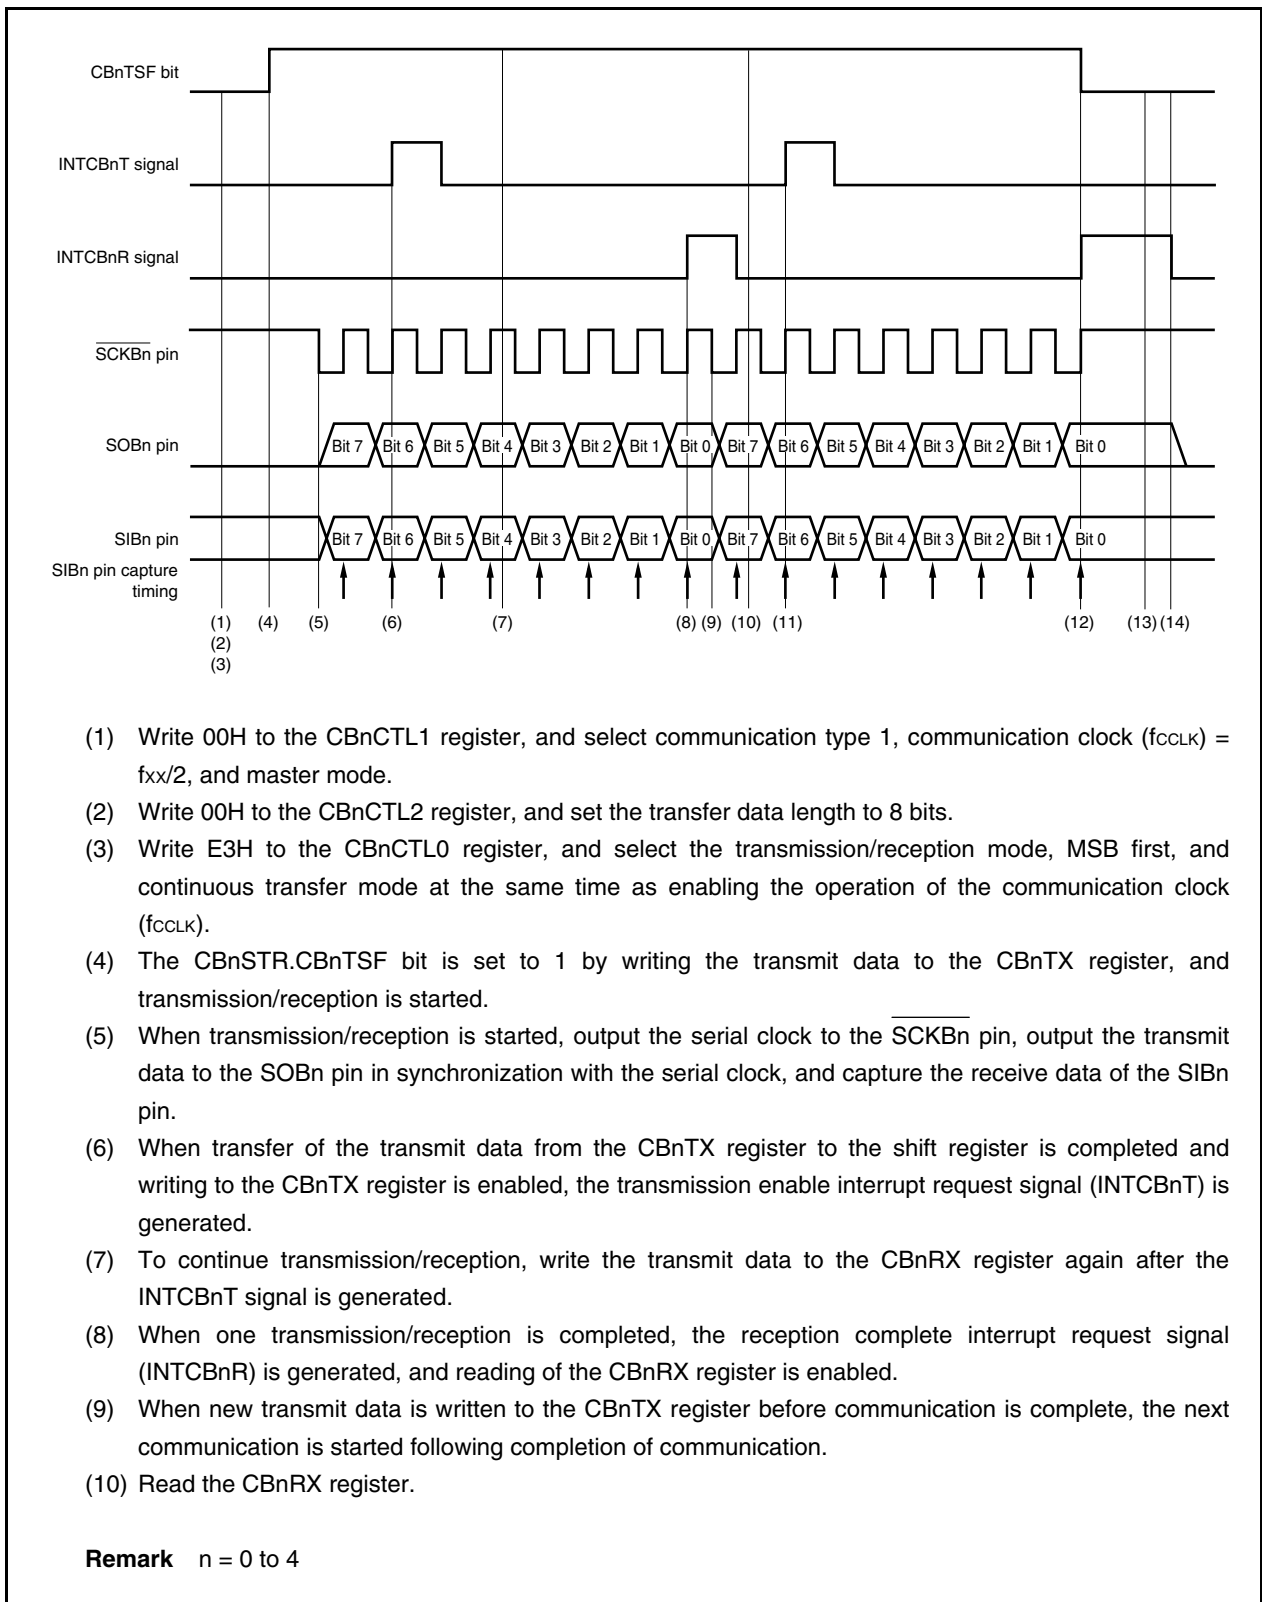 CBnTSF bit
INTCBnT signal
INTCBnR signal
SCKBn pin
SOBn pin
Bit 7 Bit 6 Bit 5 Bit 4 Bit 3 Bit 2 Bit 1 Bit 0 Bit 7 Bit 6 Bit 5 Bit 4 Bit 3 Bit 2 Bit 1 Bit 0
SIBn pin
Bit 7 Bit 6 Bit 5 Bit 4 Bit 3 Bit 2 Bit 1 Bit 0 Bit 7 Bit 6 Bit 5 Bit 4 Bit 3 Bit 2 Bit 1 Bit 0
SIBn pin capture
timing
(1) (4) (5) (6) (7) (8) (9) (10) (11) (12) (13) (14)
(2)
(3)
(1) Write 00H to the CBnCTL1 register, and select communication type 1, communication clock (fCCLK) =
fxx/2, and master mode.
(2) Write 00H to the CBnCTL2 register, and set the transfer data length to 8 bits.
(3) Write E3H to the CBnCTL0 register, and select the transmission/reception mode, MSB first, and
continuous transfer mode at the same time as enabling the operation of the communication clock
(fCCLK).
(4) The CBnSTR.CBnTSF bit is set to 1 by writing the transmit data to the CBnTX register, and
transmission/reception is started.
(5) When transmission/reception is started, output the serial clock to the SCKBn pin, output the transmit
data to the SOBn pin in synchronization with the serial clock, and capture the receive data of the SIBn
pin.
(6) When transfer of the transmit data from the CBnTX register to the shift register is completed and
writing to the CBnTX register is enabled, the transmission enable interrupt request signal (INTCBnT) is
generated.
(7) To continue transmission/reception, write the transmit data to the CBnRX register again after the
INTCBnT signal is generated.
(8) When one transmission/reception is completed, the reception complete interrupt request signal
(INTCBnR) is generated, and reading of the CBnRX register is enabled.
(9) When new transmit data is written to the CBnTX register before communication is complete, the next
communication is started following completion of communication.
(10) Read the CBnRX register.
Remark n = 0 to 4